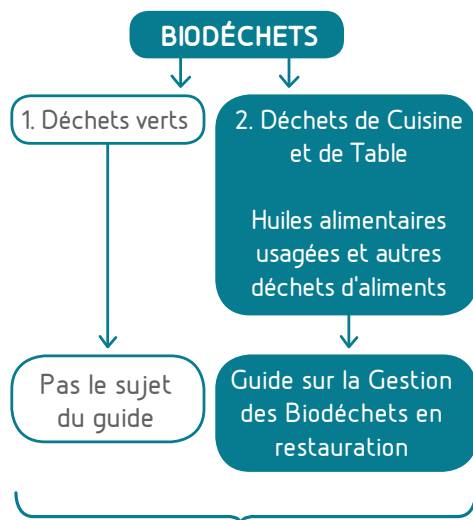 BIODÉCHETS
1. Déchets verts
2. Déchets de Cuisine
et de Table
Huiles alimentaires
usagées et autres
déchets d'aliments
Pas le sujet
du guide
Guide sur la Gestion
des Biodéchets en
restauration